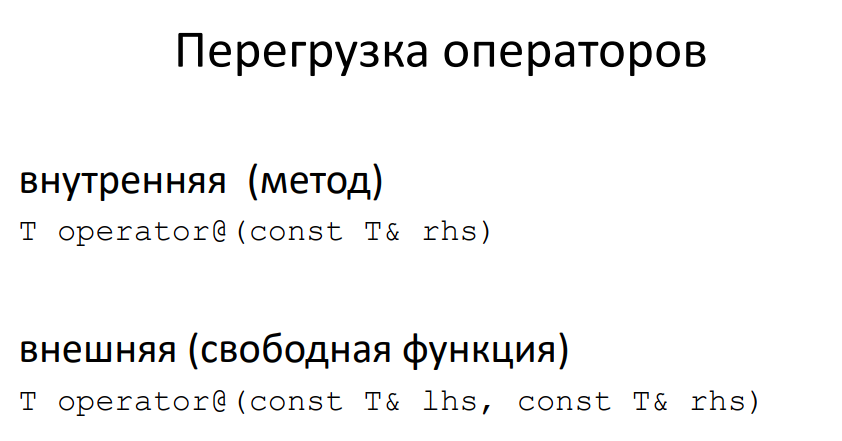 Перегрузка операторов
внутренняя (метод)
T operator@(const T& rhs)
внешняя (свободная функция)
T operator@(const T& lhs, const T& rhs)